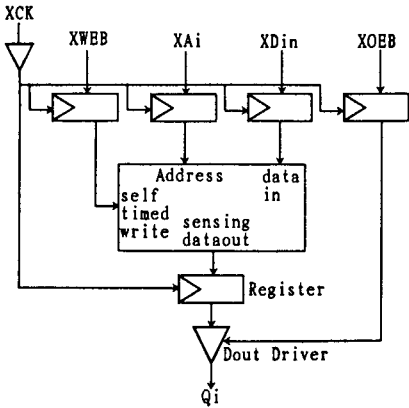 XCK
XWEB
XAi
XDin
XOEB
Address
data
in
self
timed
write
sensing
dataout
Register
Dout Driver
Qi